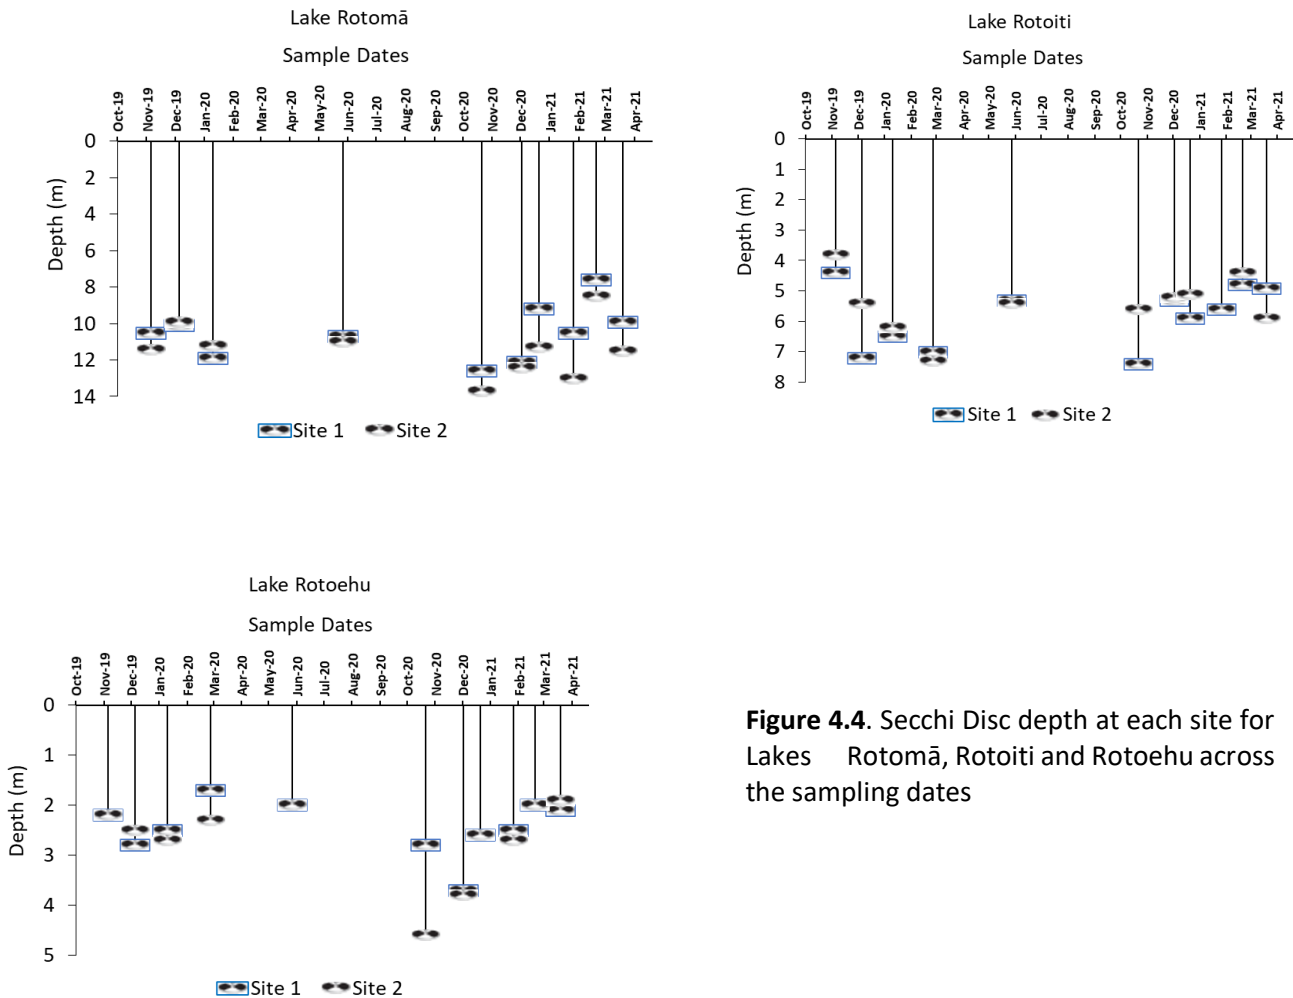 Lake Rotomā
Sample Dates
Oct-19 Nov-19 Dec-19 Jan-20 Feb-20 Mar-20 Apr-20 May-20 Jun-20 Jul-20 Aug-20 Sep-20 Oct-20 Nov-20 Dec-20 Jan-21 Feb-21 Mar-21 Apr-21
Depth (m)
0
2
4
6
8
10
12
14
Site 1 Site 2
Lake Rotoiti
Sample Dates
Oct-19 Nov-19 Dec-19 Jan-20 Feb-20 Mar-20 Apr-20 May-20 Jun-20 Jul-20 Aug-20 Sep-20 Oct-20 Nov-20 Dec-20 Jan-21 Feb-21 Mar-21 Apr-21
Depth (m)
0
1
2
3
4
5
6
7
8
Site 1 Site 2
Lake Rotoehu
Sample Dates
Oct-19 Nov-19 Dec-19 Jan-20 Feb-20 Mar-20 Apr-20 May-20 Jun-20 Jul-20 Aug-20 Sep-20 Oct-20 Nov-20 Dec-20 Jan-21 Feb-21 Mar-21 Apr-21
Depth (m)
0
1
2
3
4
5
Site 1 Site 2
Figure 4.4. Secchi Disc depth at each site for
Lakes Rotomā, Rotoiti and Rotoehu across
the sampling dates